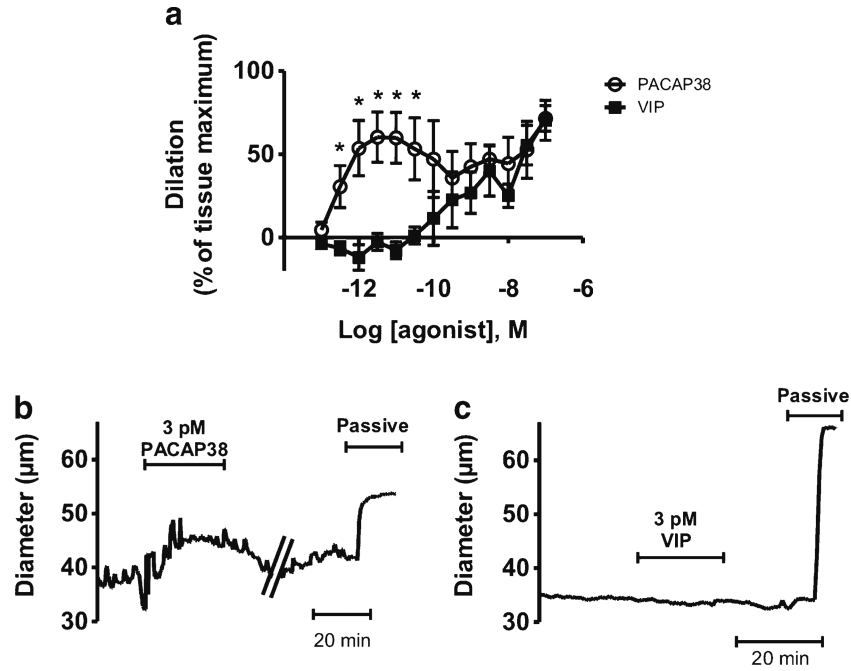 a
100
50
0
Dilation
(% of tissue maximum)
* * * * *
PACAP38
VIP
-12 -10 -8 -6
Log [agonist], M
b
3 pM
PACAP38
Passive
60
50
40
30
Diameter (μm)
20 min
c
Passive
3 pM
VIP
60
50
40
30
Diameter (μm)
20 min